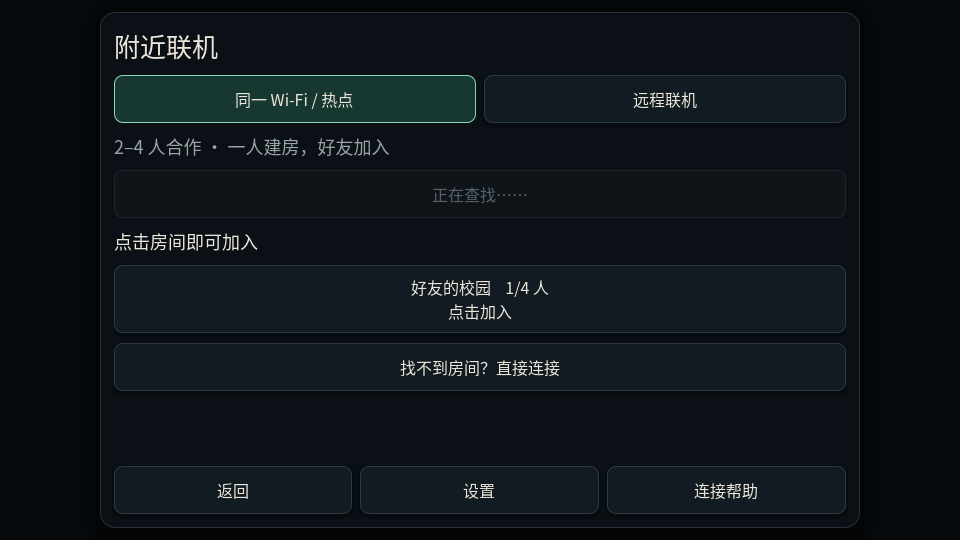 附近联机
同一 Wi-Fi / 热点
远程联机
2–4 人合作 · 一人建房，好友加入
正在查找······
点击房间即可加入
好友的校园　1/4 人
点击加入
找不到房间？直接连接
返回
设置
连接帮助